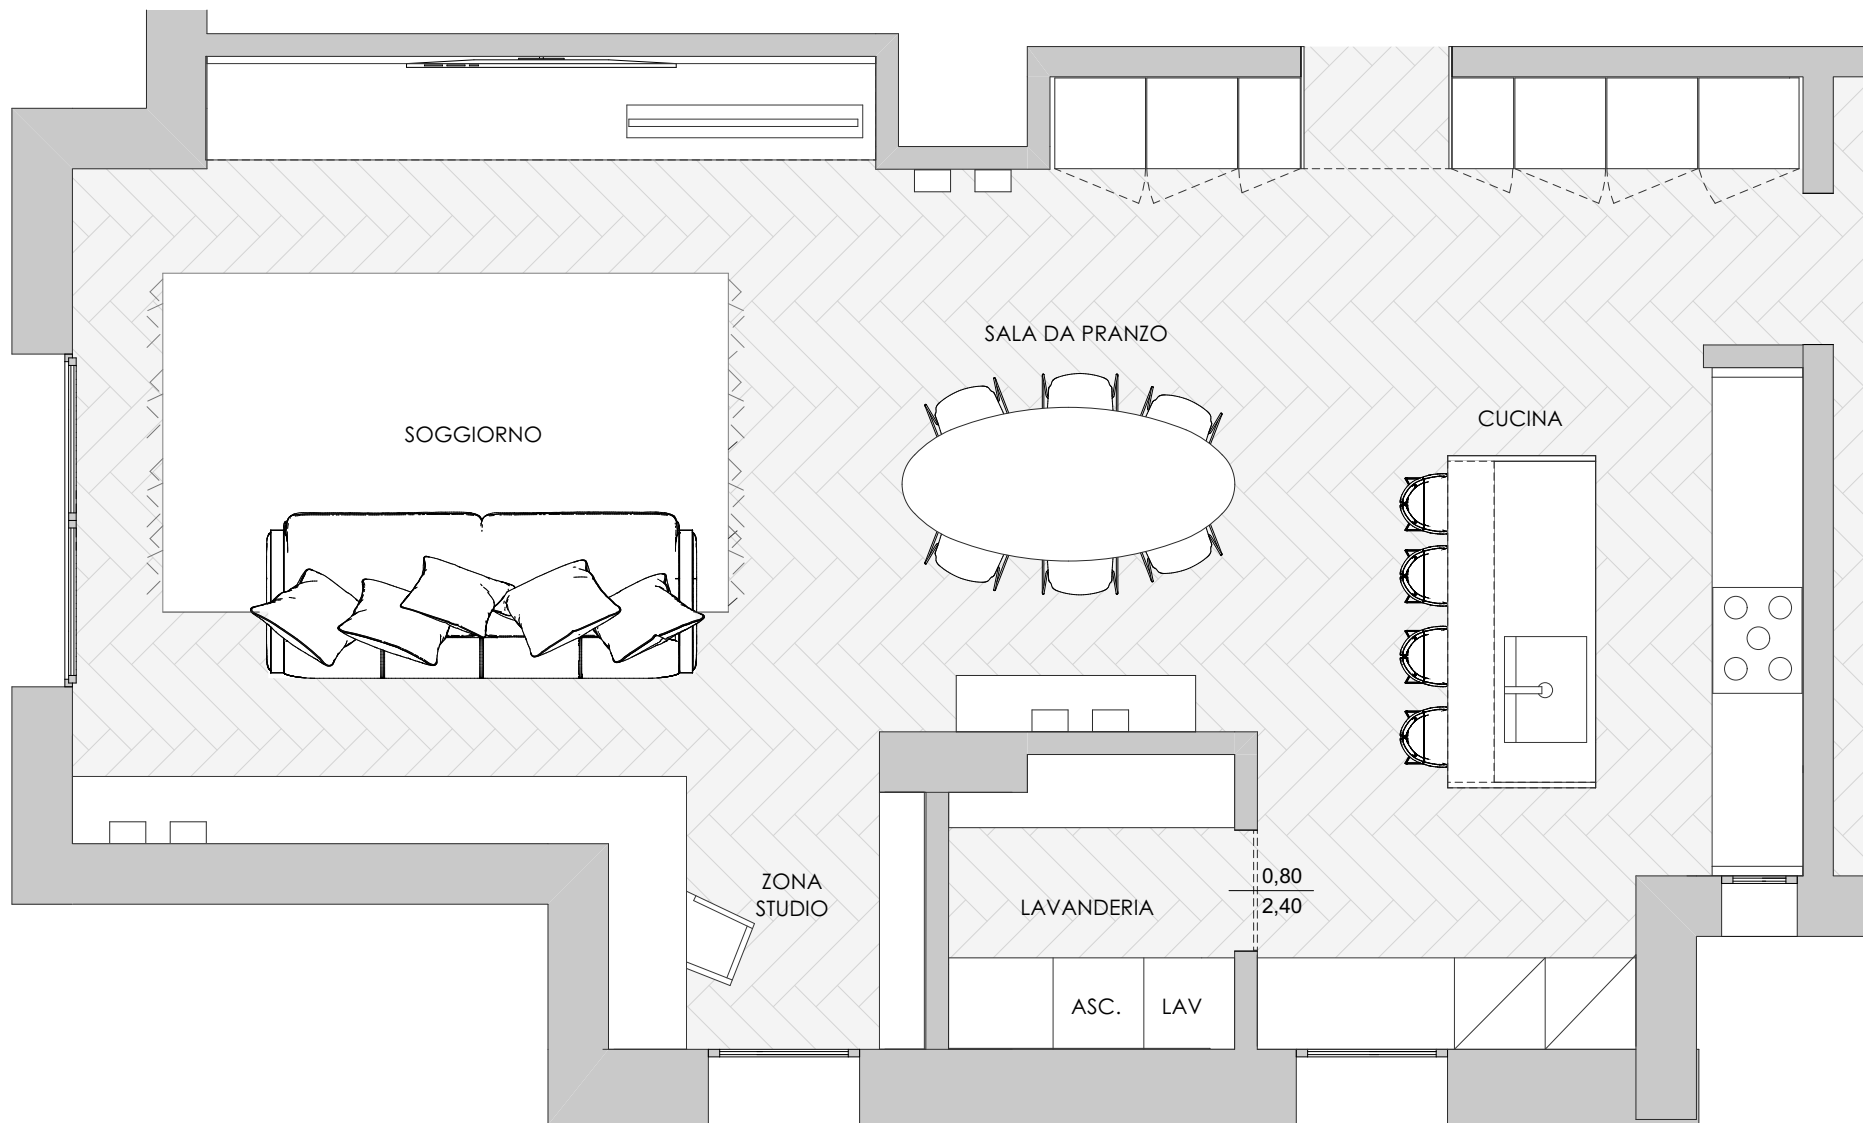 SALA DA PRANZO
CUCINA
SOGGIORNO
ZONA
STUDIO
LAVANDERIA
0,80
2,40
ASC.
LAV